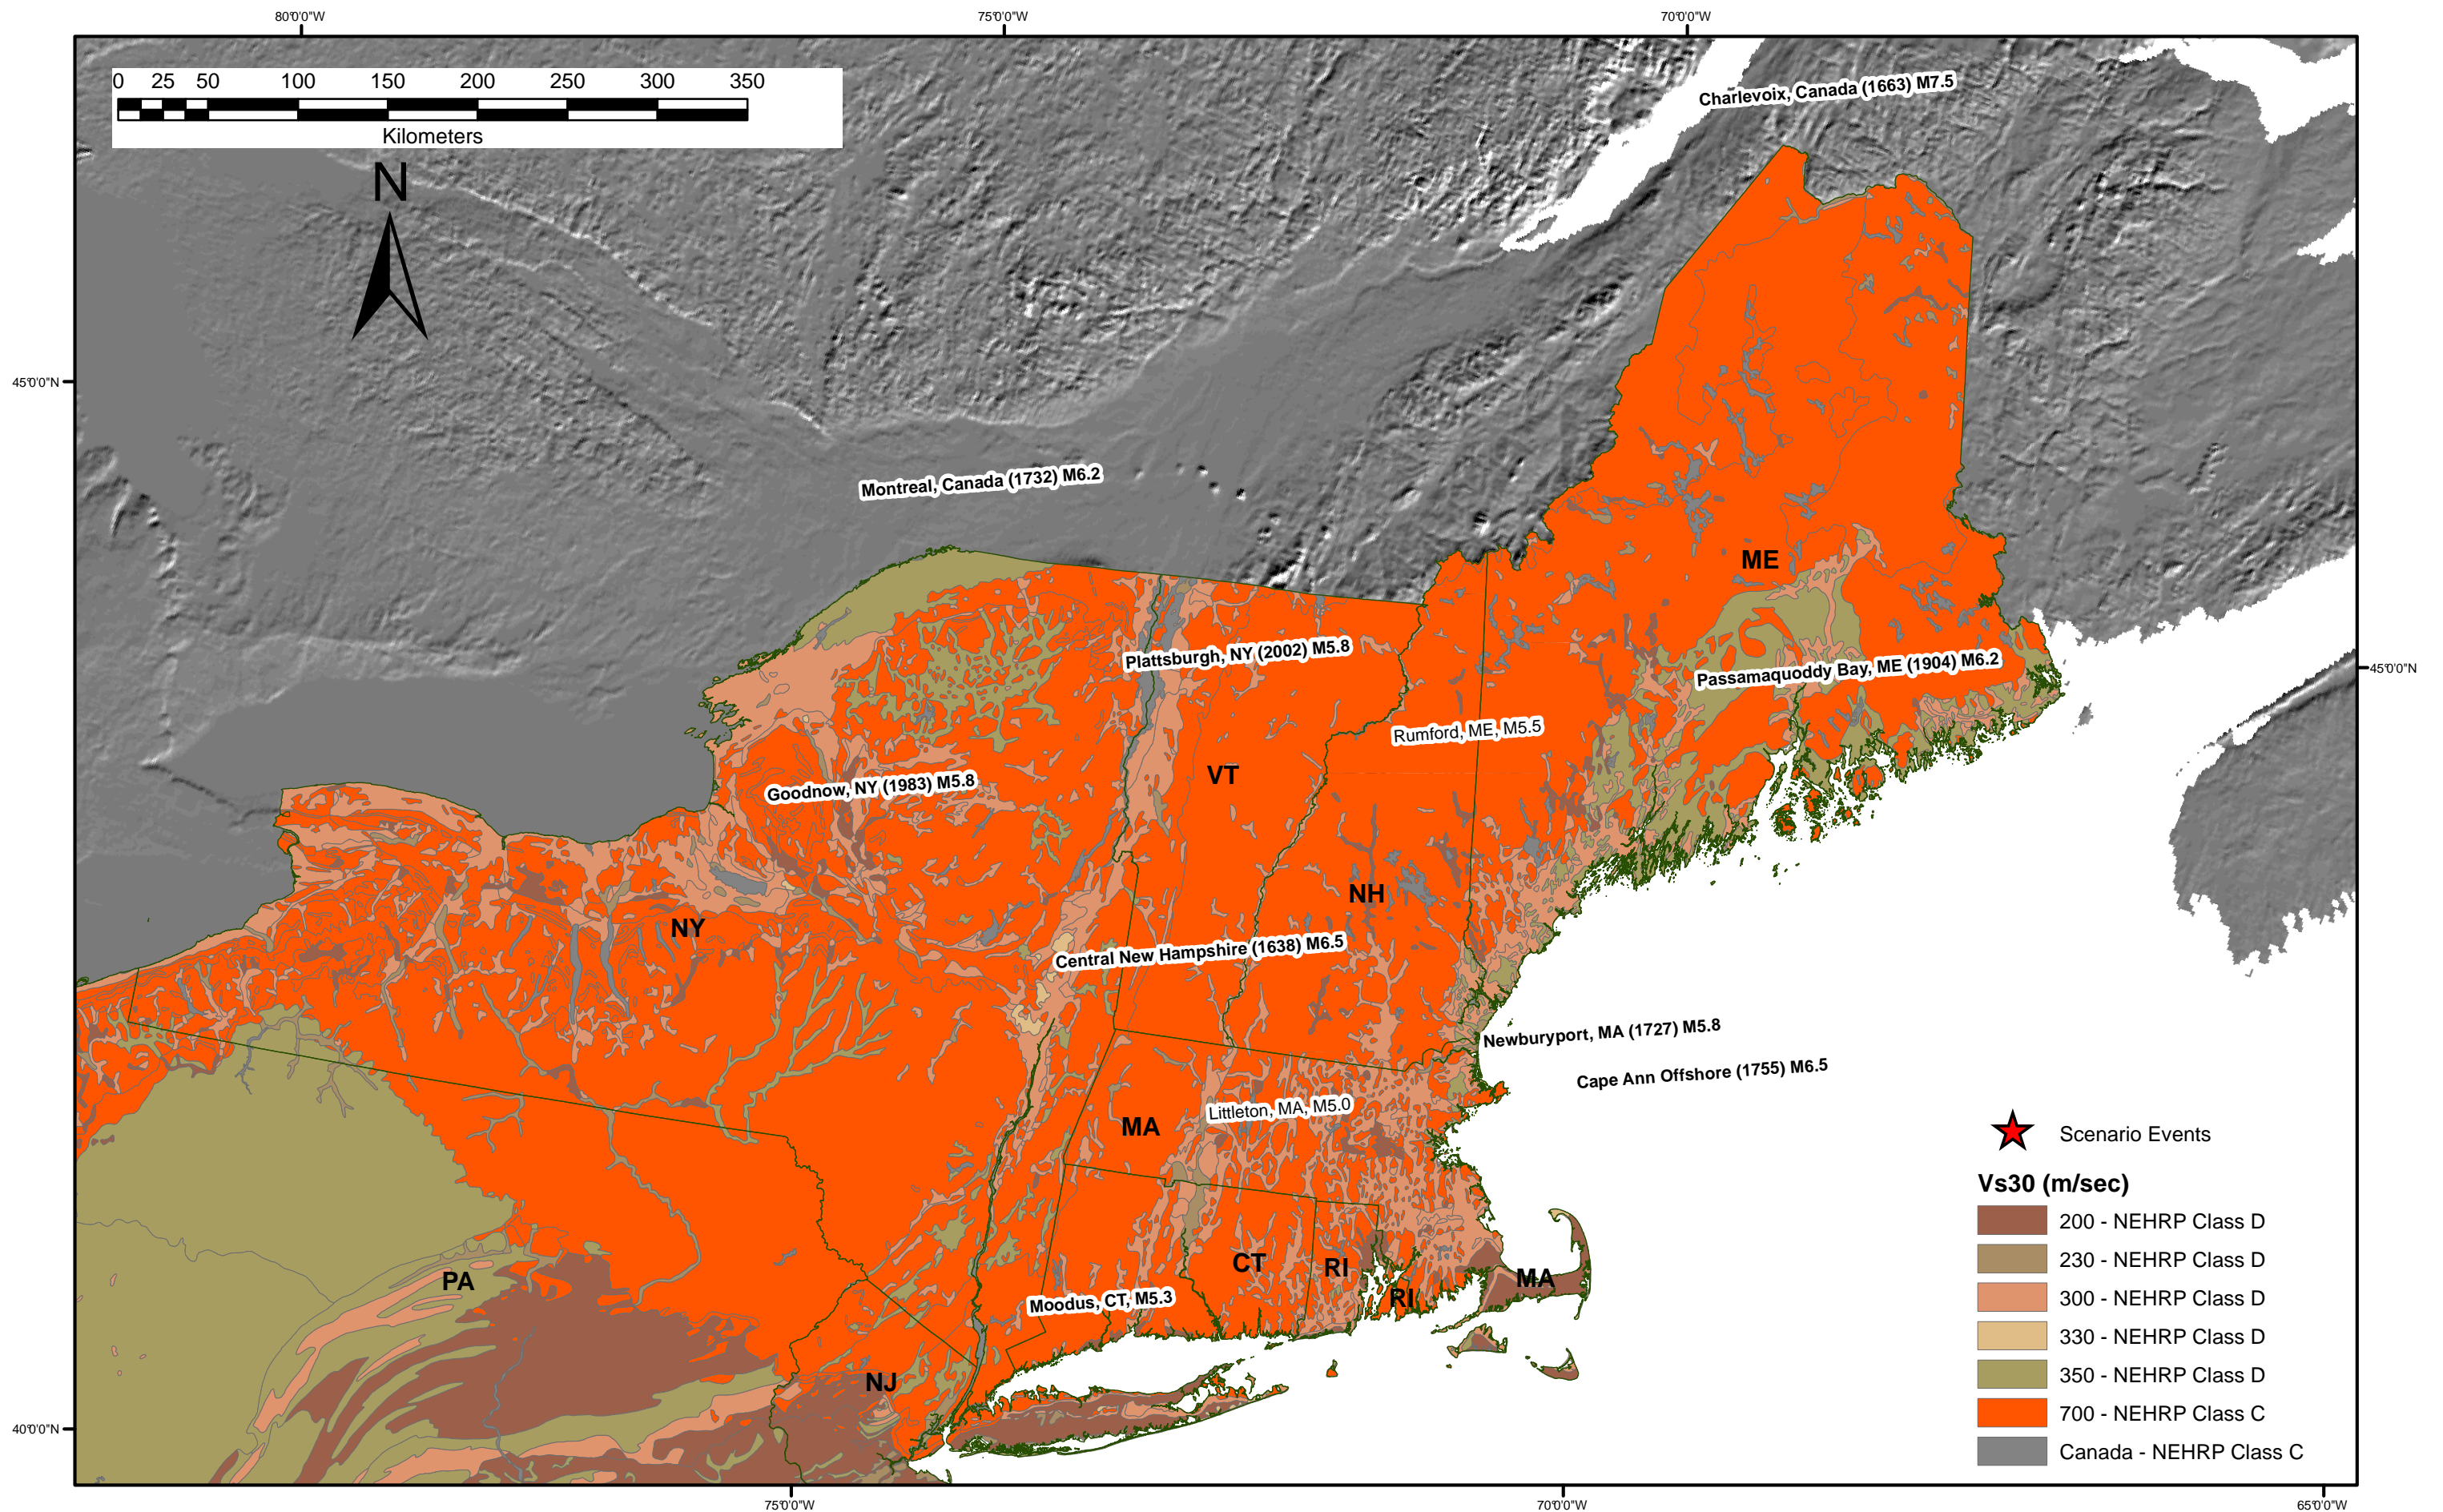 80°0'0"W
75°0'0"W
70°0'0"W
0 25 50 100 150 200 250 300 350
Kilometers
N
Charlevoix, Canada (1663) M7.5
45°0'0"N
Montreal, Canada (1732) M6.2
ME
Plattsburgh, NY (2002) M5.8
Passamaquoddy Bay, ME (1904) M6.2
45°0'0"N
Rumford, ME, M5.5
VT
Goodnow, NY (1983) M5.8
NH
NY
Central New Hampshire (1638) M6.5
Newburyport, MA (1727) M5.8
Cape Ann Offshore (1755) M6.5
Littleton, MA, M5.0
MA
Scenario Events
Vs30 (m/sec)
200 - NEHRP Class D
230 - NEHRP Class D
300 - NEHRP Class D
330 - NEHRP Class D
350 - NEHRP Class D
700 - NEHRP Class C
Canada - NEHRP Class C
CT
RI
MA
PA
RI
Moodus, CT, M5.3
NJ
40°0'0"N
75°0'0"W
70°0'0"W
65°0'0"W